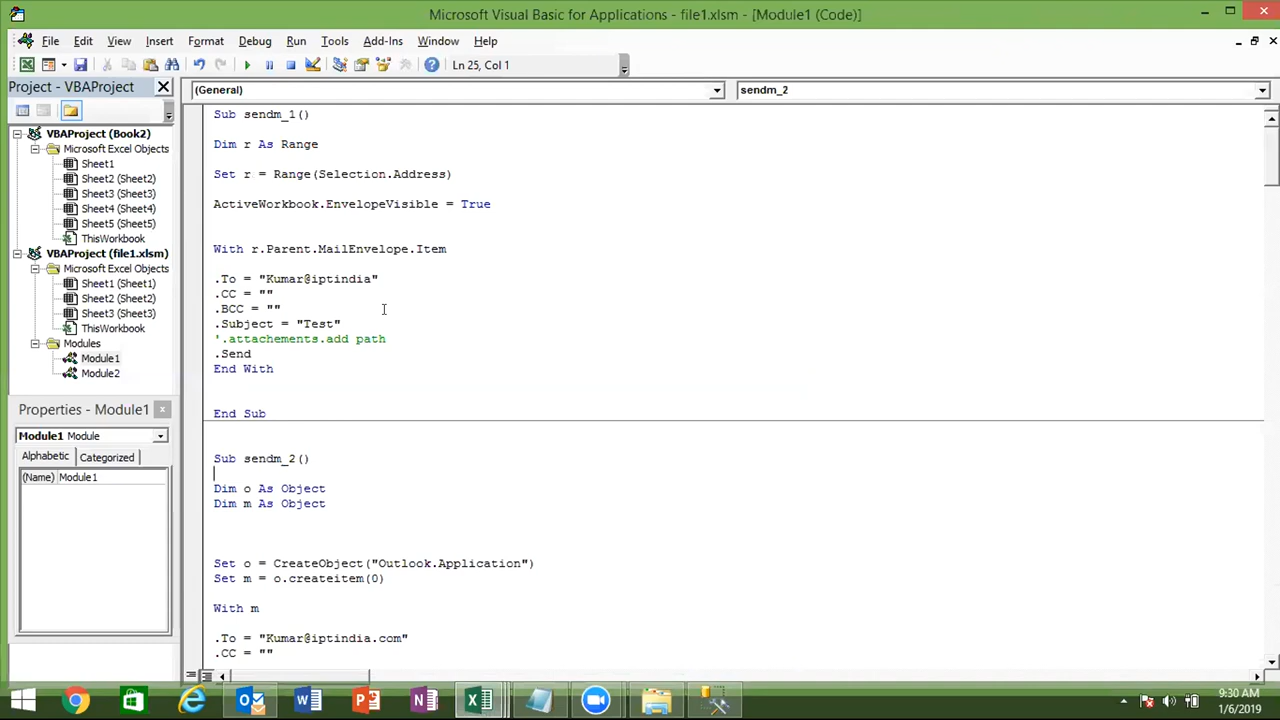 Microsoft Visual Basic for Applications - file1.xlsm - [Module1 (Code)]
File Edit View Insert Format Debug Run Tools Add-Ins Window Help
Ln 25, Col 1
Project - VBAProject
(General)
sendm_2
VBAProject (Book2)
Microsoft Excel Objects
Sheet1
Sheet2 (Sheet2)
Sheet3 (Sheet3)
Sheet4 (Sheet4)
Sheet5 (Sheet5)
ThisWorkbook
VBAProject (file1.xlsm)
Microsoft Excel Objects
Sheet1 (Sheet1)
Sheet2 (Sheet2)
Sheet3 (Sheet3)
ThisWorkbook
Modules
Module1
Module2
Properties - Module1
Module1 Module
Alphabetic Categorized
(Name) Module1
Sub sendm_1()
Dim r As Range
Set r = Range(Selection.Address)
ActiveWorkbook.EnvelopeVisible = True
With r.Parent.MailEnvelope.Item
.To = "Kumar@iptindia"
.CC = ""
.BCC = ""
.Subject = "Test"
'.attachements.add path
.Send
End With
End Sub
Sub sendm_2()
Dim o As Object
Dim m As Object
Set o = CreateObject("Outlook.Application")
Set m = o.createitem(0)
With m
.To = "Kumar@iptindia.com"
.CC = ""
9:30 AM
1/6/2019